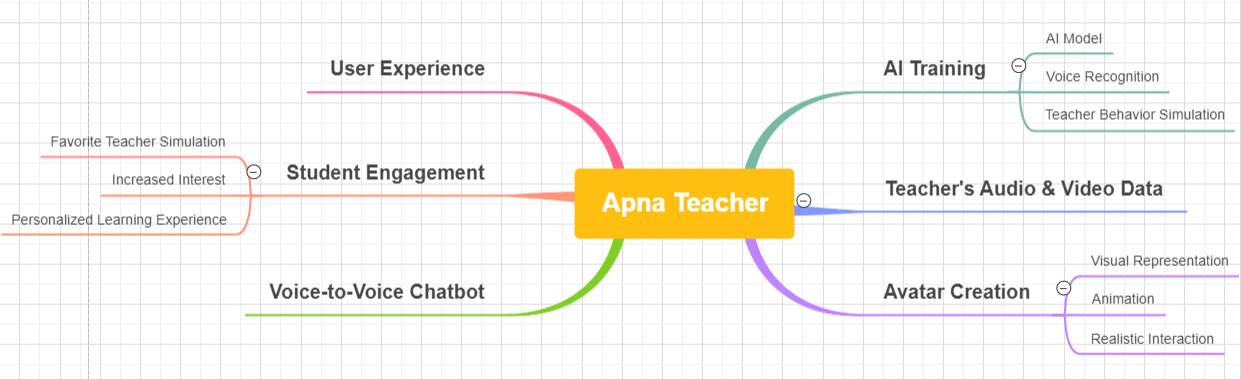 Apna Teacher
AI Training
AI Model
Voice Recognition
Teacher Behavior Simulation
Teacher's Audio & Video Data
Avatar Creation
Visual Representation
Animation
Realistic Interaction
User Experience
Student Engagement
Favorite Teacher Simulation
Increased Interest
Personalized Learning Experience
Voice-to-Voice Chatbot